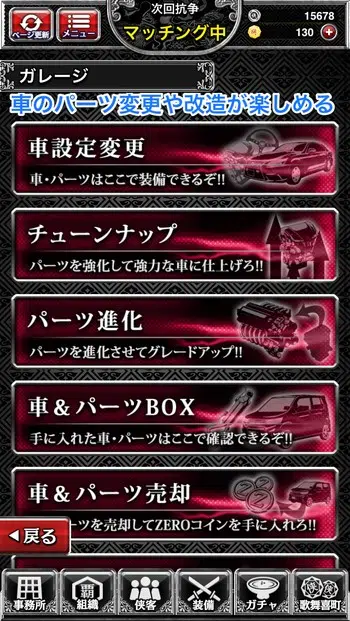 次回抗争
マッチング中
ページ更新
メニュー
15678
130
ガレージ
車のパーツ変更や改造が楽しめる
車設定変更
車・パーツはここで装備できるぞ!!
チューンナップ
パーツを強化して強力な車に仕上げろ!!
パーツ進化
パーツを進化させてグレードアップ!!
車＆パーツBOX
手に入れた車・パーツはここで確認できるぞ!!
車＆パーツ売却
ーツを売却してZEROコインを手に入れろ!!
戻る
事務所
覇
組織
侠客
装備
ガチャ
歌舞喜町